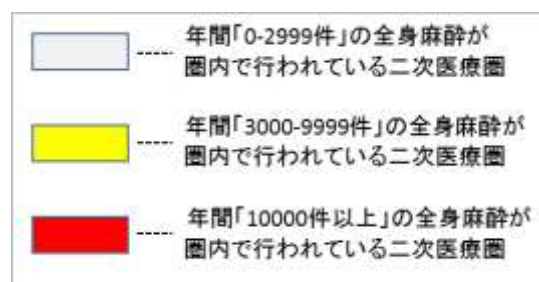 年間「0-2999件」の全身麻酔が
圏内で行われている二次医療圏
年間「3000-9999件」の全身麻酔が
圏内で行われている二次医療圏
年間「10000件以上」の全身麻酔が
圏内で行われている二次医療圏